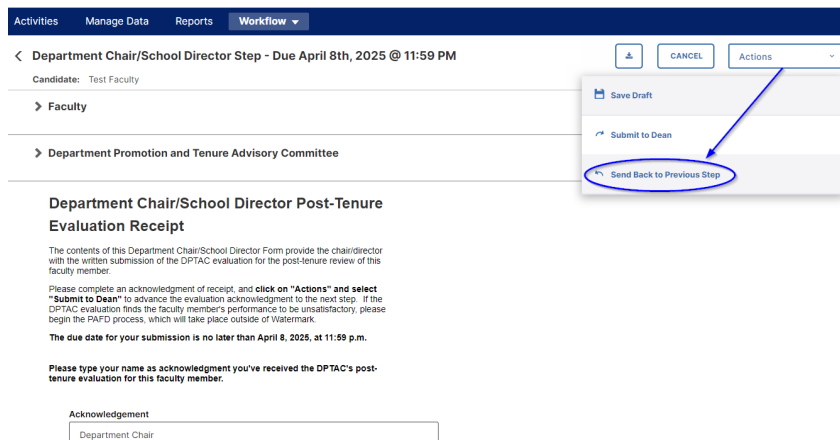 Activities Manage Data Reports Workflow
Department Chair/School Director Step - Due April 8th, 2025 @ 11:59 PM
CANCEL
Actions
Candidate: Test Faculty
Save Draft
Submit to Dean
Send Back to Previous Step
Faculty
Department Promotion and Tenure Advisory Committee
Department Chair/School Director Post-Tenure
Evaluation Receipt
The contents of this Department Chair/School Director Form provide the chair/director
with the written submission of the DPTAC evaluation for the post-tenure review of this
faculty member.
Please complete an acknowledgment of receipt, and click on "Actions" and select
"Submit to Dean" to advance the evaluation acknowledgment to the next step. If the
DPTAC evaluation finds the faculty member's performance to be unsatisfactory, please
begin the PAFD process, which will take place outside of Watermark.
The due date for your submission is no later than April 8, 2025, at 11:59 p.m.
Please type your name as acknowledgment you've received the DPTAC's post-
tenure evaluation for this faculty member.
Acknowledgement
Department Chair